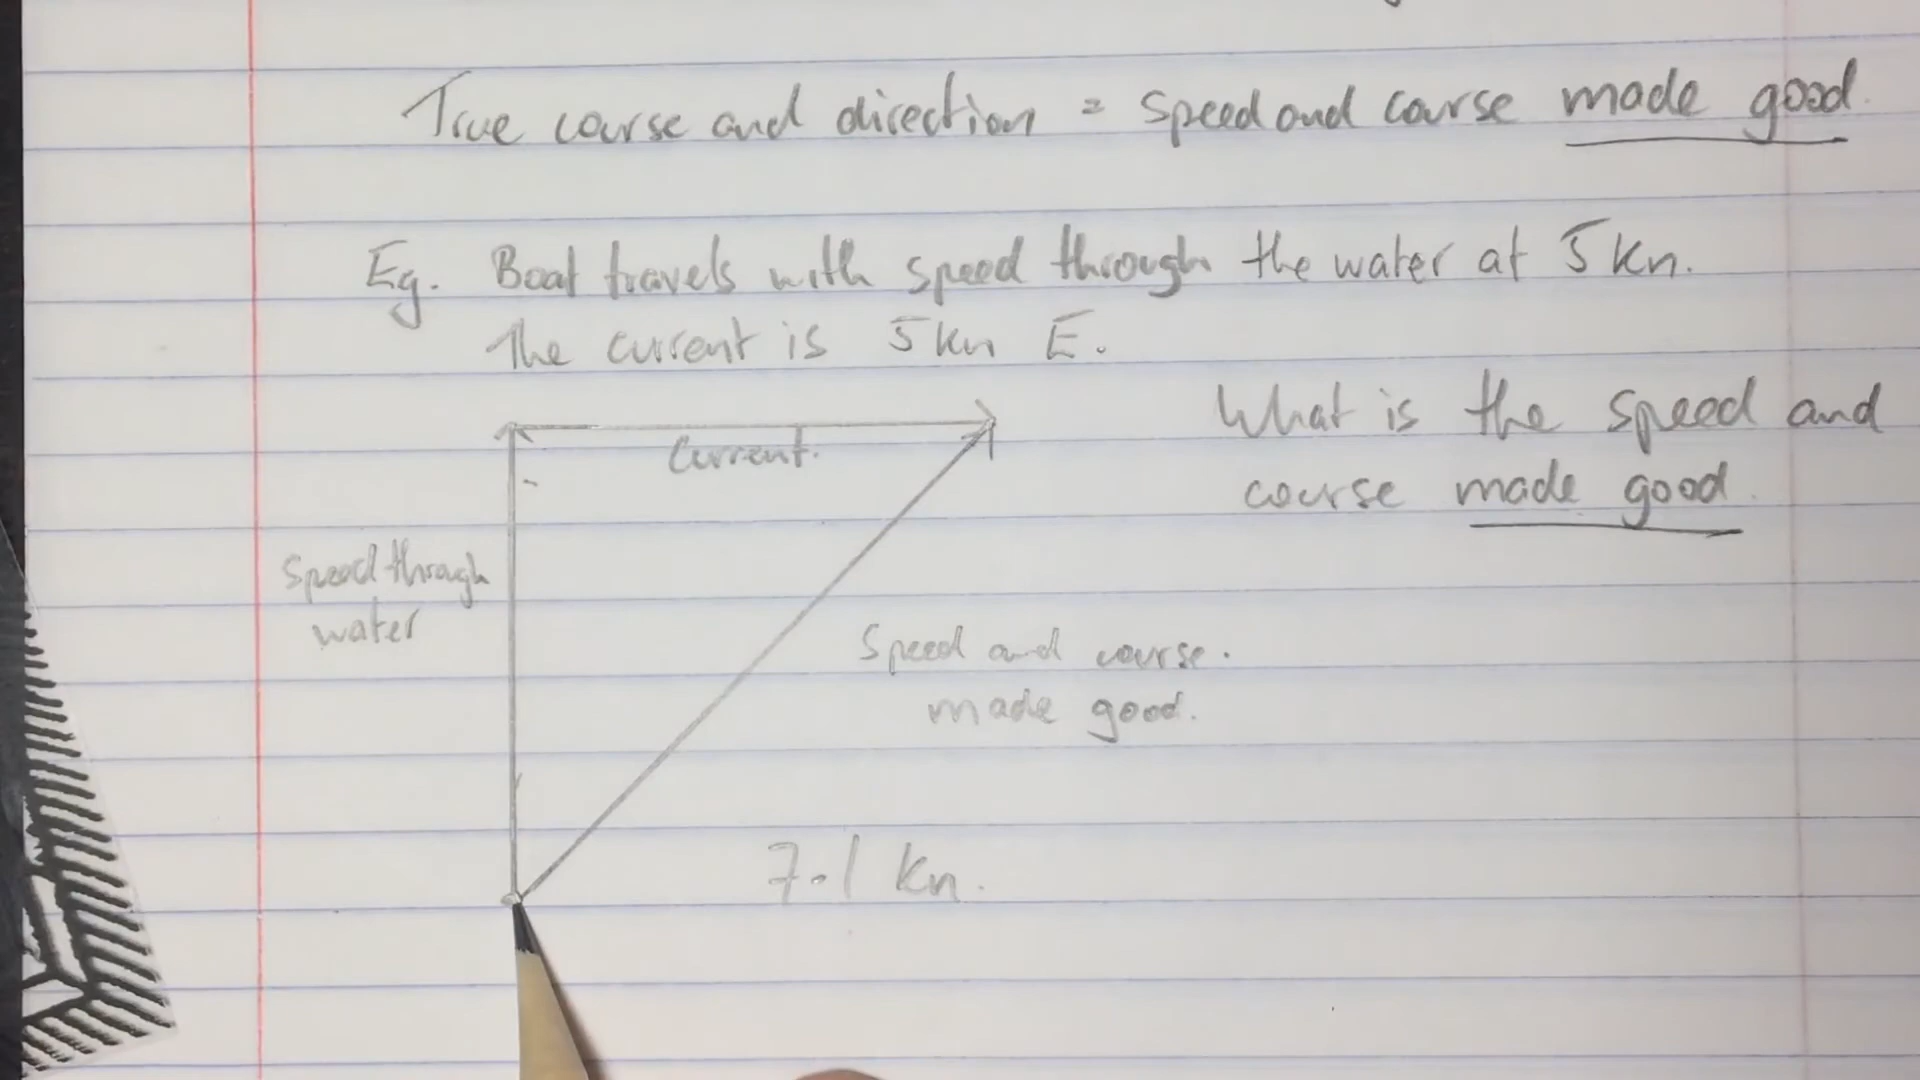 True course and direction = speed and course made good.
Eg. Boat travels with speed through the water at 5 kn.
The current is 5 kn E.
What is the speed and
course made good.
Current.
Speed through
water
Speed and course.
made good.
7.1 kn.